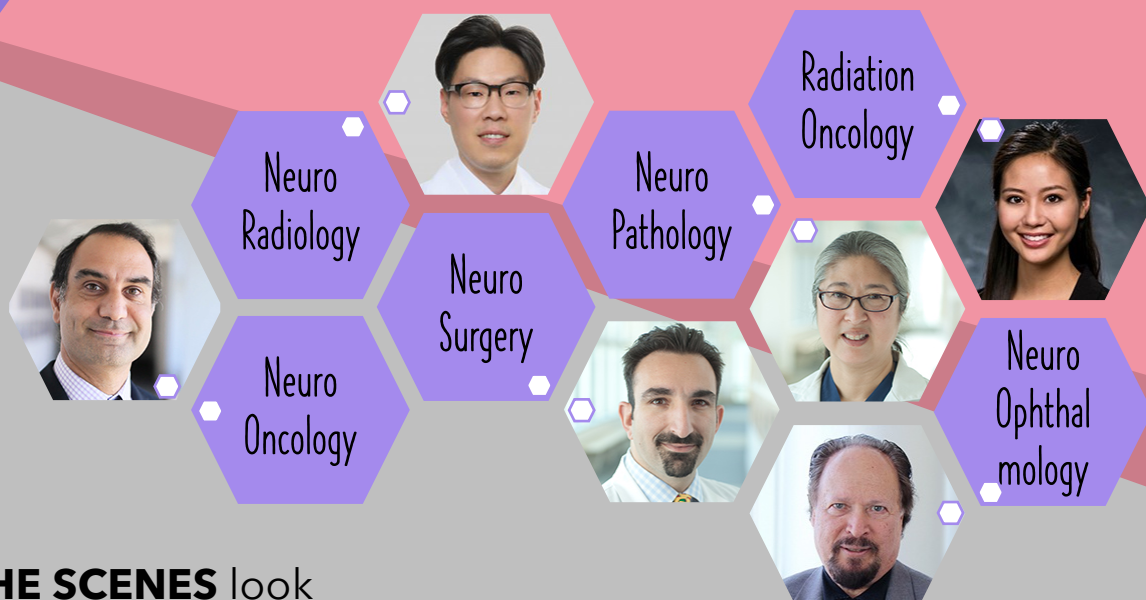 Radiation
Oncology
Neuro
Radiology
Neuro
Pathology
Neuro
Surgery
Neuro
Oncology
Neuro
Ophthal
mology
HE SCENES look